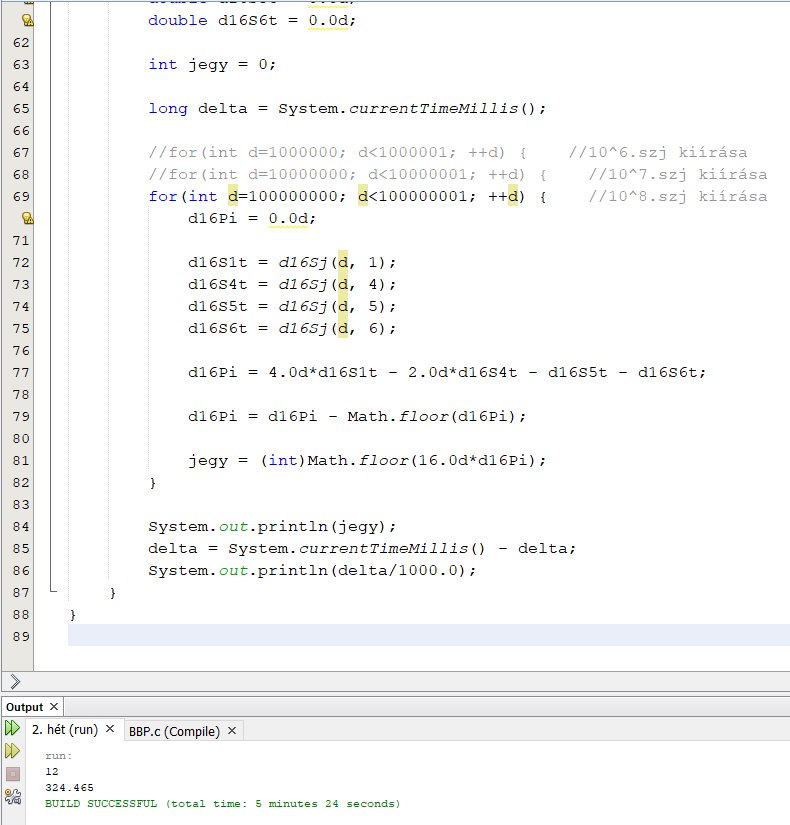 double d16S6t = 0.0d;
62
63 int jegy = 0;
64
65 long delta = System.currentTimeMillis();
66
67 //for(int d=1000000; d<1000001; ++d) { //10^6.szj kiírása
68 //for(int d=10000000; d<10000001; ++d) { //10^7.szj kiírása
69 for(int d=100000000; d<100000001; ++d) { //10^8.szj kiírása
d16Pi = 0.0d;
71
72 d16S1t = d16Sj(d, 1);
73 d16S4t = d16Sj(d, 4);
74 d16S5t = d16Sj(d, 5);
75 d16S6t = d16Sj(d, 6);
76
77 d16Pi = 4.0d*d16S1t - 2.0d*d16S4t - d16S5t - d16S6t;
78
79 d16Pi = d16Pi - Math.floor(d16Pi);
80
81 jegy = (int)Math.floor(16.0d*d16Pi);
82 }
83
84 System.out.println(jegy);
85 delta = System.currentTimeMillis() - delta;
86 System.out.println(delta/1000.0);
87 }
88 }
89
Output ×
2. hét (run) × BBP.c (Compile) ×
run:
12
324.465
BUILD SUCCESSFUL (total time: 5 minutes 24 seconds)